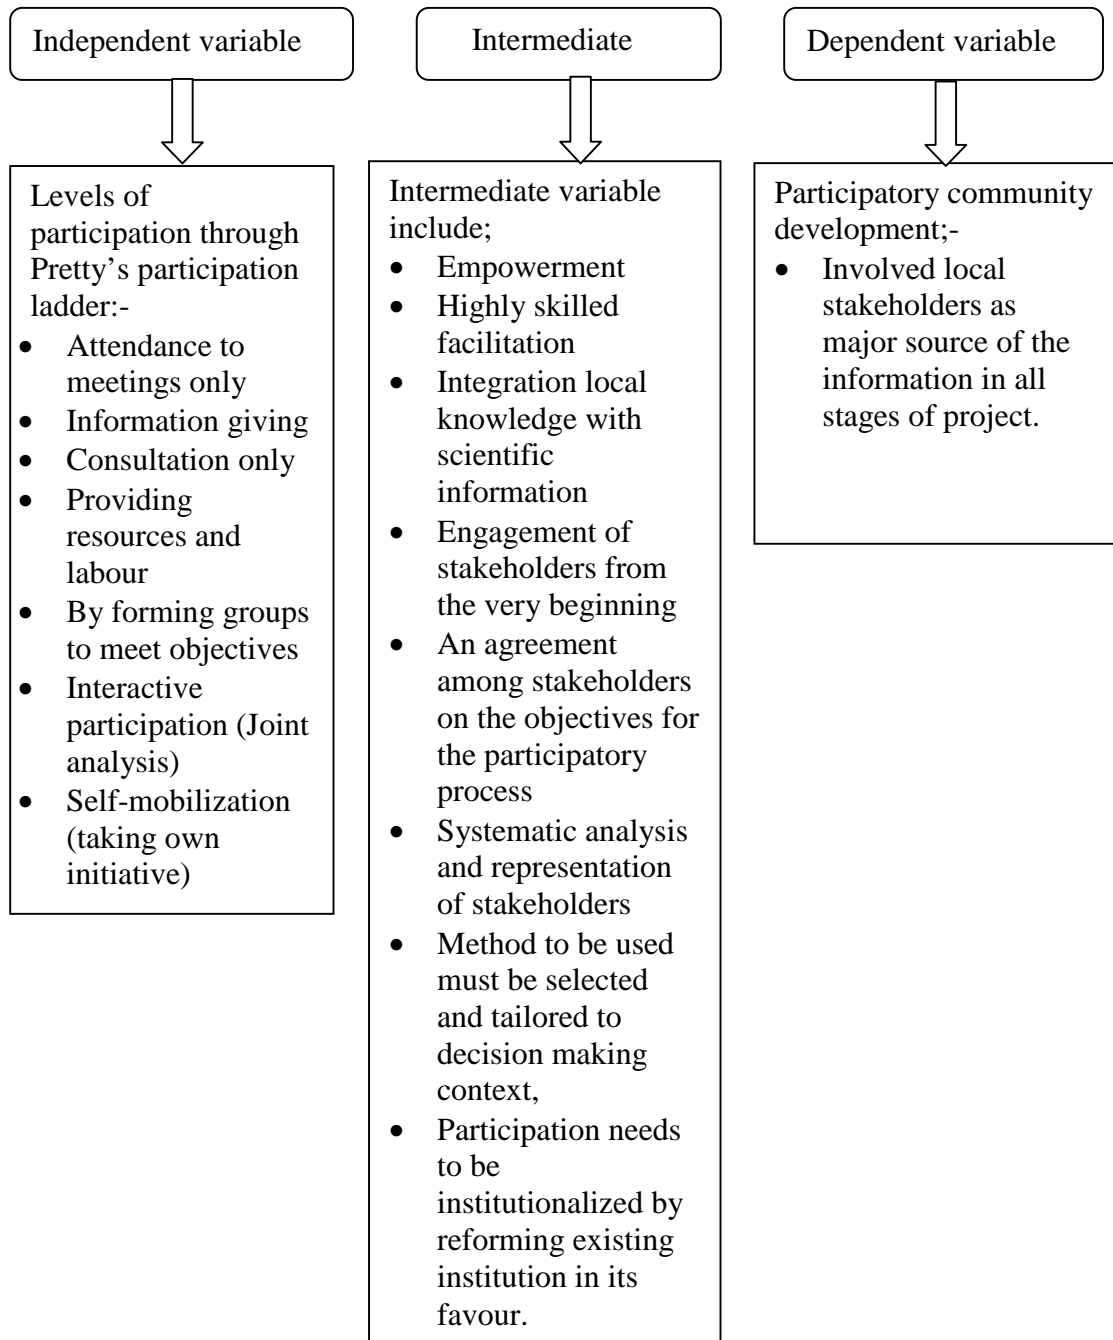 Independent variable
Intermediate
Dependent variable
Levels of
participation through
Pretty’s participation
ladder:-
• Attendance to
meetings only
• Information giving
• Consultation only
• Providing
resources and
labour
• By forming groups
to meet objectives
• Interactive
participation (Joint
analysis)
• Self-mobilization
(taking own
initiative)
Intermediate variable
include;
• Empowerment
• Highly skilled
facilitation
• Integration local
knowledge with
scientific
information
• Engagement of
stakeholders from
the very beginning
• An agreement
among stakeholders
on the objectives for
the participatory
process
• Systematic analysis
and representation
of stakeholders
• Method to be used
must be selected
and tailored to
decision making
context,
• Participation needs
to be
institutionalized by
reforming existing
institution in its
favour.
Participatory community
development;-
• Involved local
stakeholders as
major source of the
information in all
stages of project.